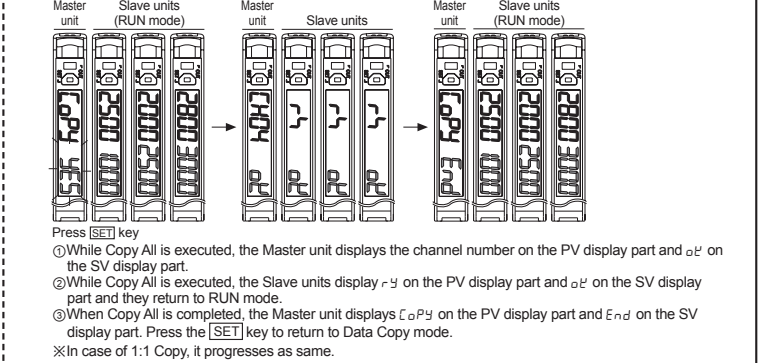 Master unit
Slave units (RUN mode)
Master unit
Slave units
Master unit
Slave units (RUN mode)
Press SET key
①While Copy All is executed, the Master unit displays the channel number on the PV display part and oK on
the SV display part.
②While Copy All is executed, the Slave units display rY on the PV display part and oK on the SV display
part and they return to RUN mode.
③When Copy All is completed, the Master unit displays CoPY on the PV display part and End on the SV
display part. Press the SET key to return to Data Copy mode.
※In case of 1:1 Copy, it progresses as same.